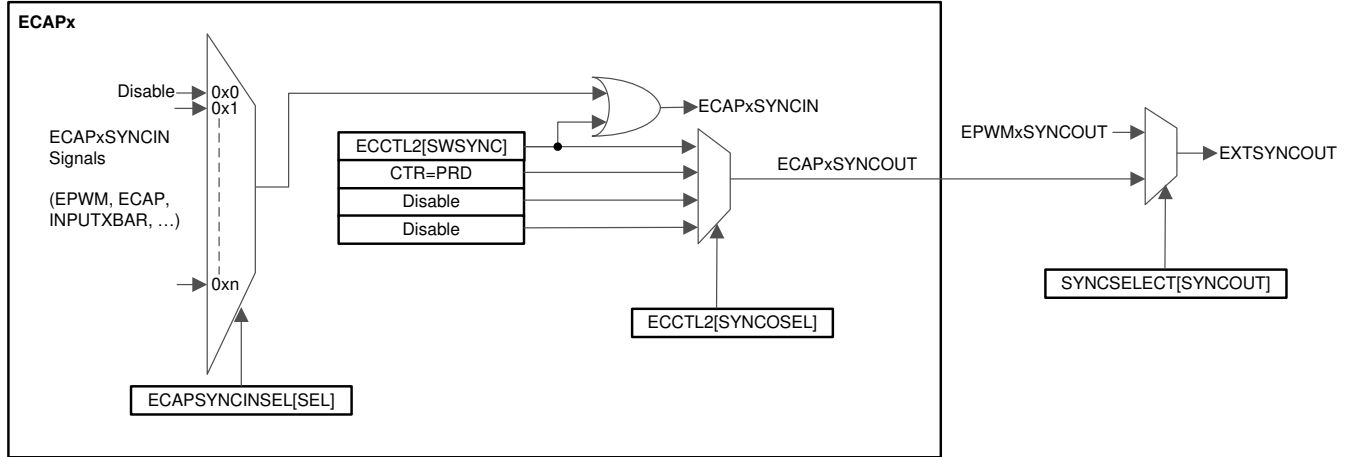 ECAPx
Disable
0x0
0x1
ECAPxSYNCIN
Signals
(EPWM, ECAP,
INPUTXBAR, …)
0xn
ECAPSYNCINSEL[SEL]
ECAPxSYNCIN
ECCTL2[SWSYNC]
CTR=PRD
Disable
Disable
ECAPxSYNCOUT
ECCTL2[SYNCOSEL]
EPWMxSYNCOUT
EXTSYNCOUT
SYNCSELECT[SYNCOUT]